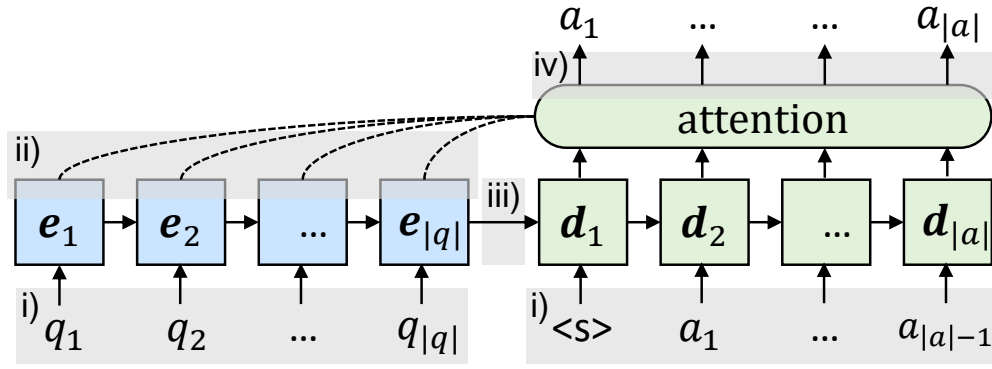 a₁ ... ... a|a|
iv)
attention
ii)
iii)
e₁ e₂ ... e|q| d₁ d₂ ... d|a|
i) i)
q₁ q₂ ... q|q| <s> a₁ ... a|a|−1